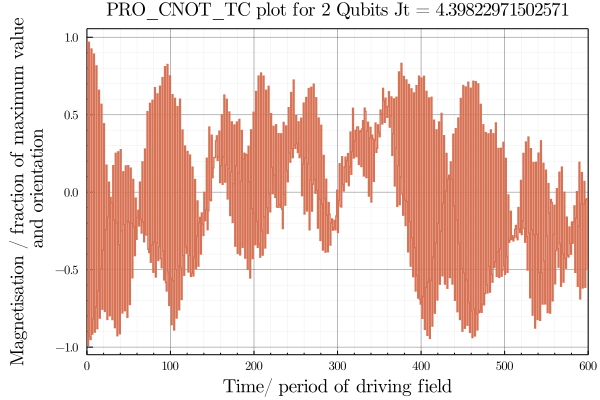 PRO_CNOT_TC plot for 2 Qubits Jt = 4.39822971502571
Magnetisation / fraction of maximum value
and orientation
1.0
0.5
0.0
−0.5
−1.0
0 100 200 300 400 500 600
Time/ period of driving field